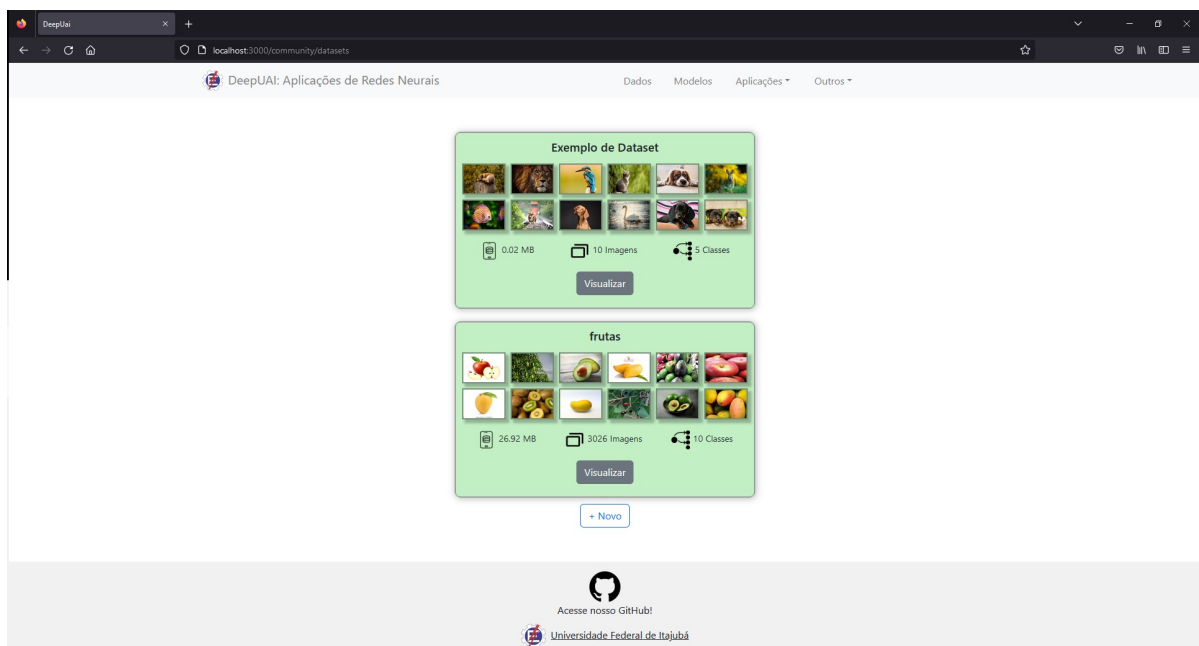 DeepUai
localhost:3000/community/datasets
DeepUAI: Aplicações de Redes Neurais
Dados
Modelos
Aplicações
Outros
Exemplo de Dataset
0.02 MB
10 Imagens
5 Classes
Visualizar
frutas
26.92 MB
3026 Imagens
10 Classes
Visualizar
+ Novo
Acesse nosso GitHub!
Universidade Federal de Itajubá